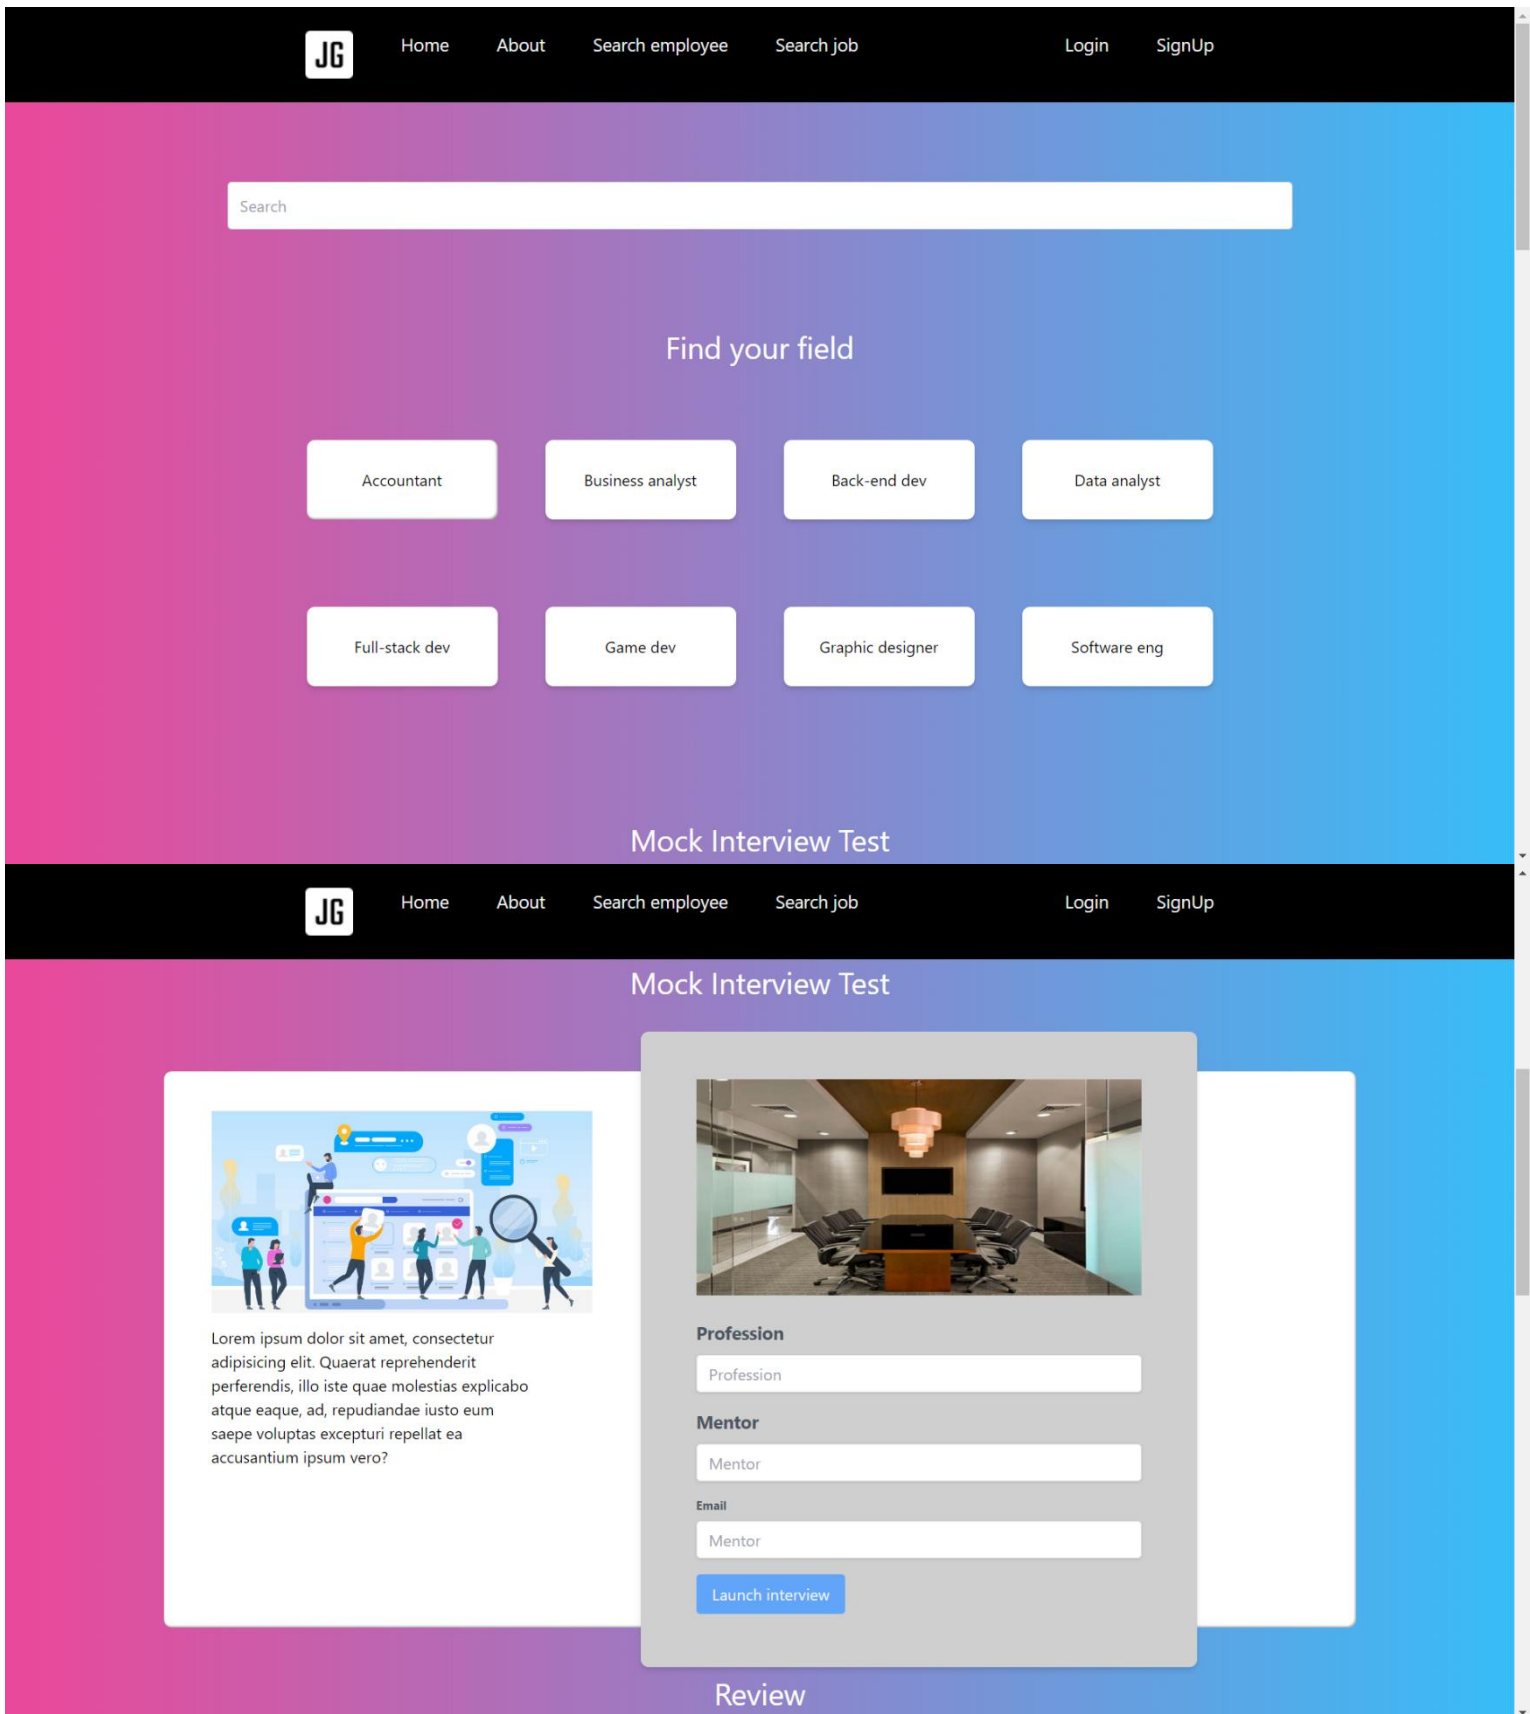 JG
Home
About
Search employee
Search job
Login
SignUp
Search
Find your field
Accountant
Business analyst
Back-end dev
Data analyst
Full-stack dev
Game dev
Graphic designer
Software eng
Mock Interview Test
JG
Home
About
Search employee
Search job
Login
SignUp
Mock Interview Test
Lorem ipsum dolor sit amet, consectetur
adipisicing elit. Quaerat reprehenderit
perferendis, illo iste quae molestias explicabo
atque eaque, ad, repudiandae iusto eum
saepe voluptas excepturi repellat ea
accusantium ipsum vero?
Profession
Profession
Mentor
Mentor
Email
Mentor
Launch interview
Review